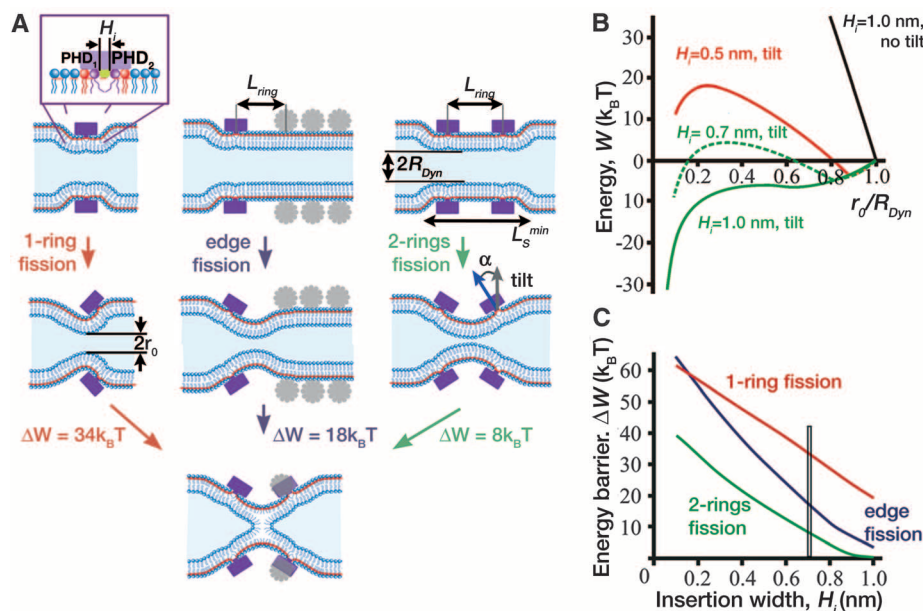 A
H_i
PHD_1
PHD_2
L_ring
L_ring
2R_Dyn
L_S^min
1-ring
fission
edge
fission
2-rings
fission
α
tilt
2r_0
ΔW = 34k_BT
ΔW = 18k_BT
ΔW = 8k_BT
B
Energy, W (k_BT)
30
20
10
0
10
-20
-30
H_i=1.0 nm,
no tilt
H_i=0.5 nm, tilt
H_i= 0.7 nm, tilt
H_i=1.0 nm, tilt
0.2 0.4 0.6 0.8 1.0
r_0/R_Dyn
C
Energy barrier. ΔW (k_BT)
60
50
40
30
20
10
1-ring fission
2-rings
fission
edge
fission
0 0.2 0.4 0.6 0.8 1.0
Insertion width, H_i(nm)